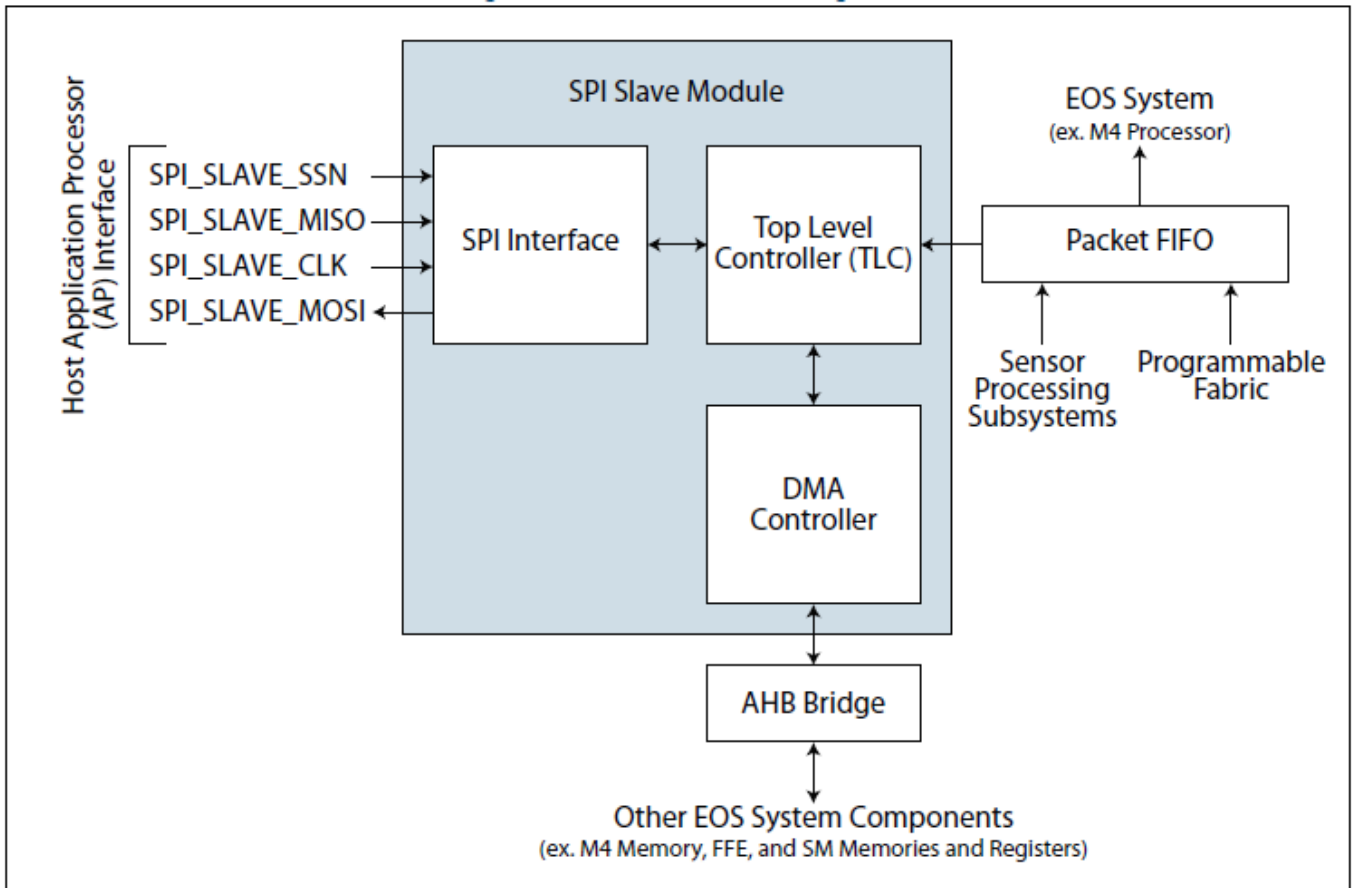 SPI Slave Module
Host Application Processor
(AP) Interface
SPI_SLAVE_SSN
SPI_SLAVE_MISO
SPI_SLAVE_CLK
SPI_SLAVE_MOSI
SPI Interface
Top Level
Controller (TLC)
EOS System
(ex. M4 Processor)
Packet FIFO
Sensor
Processing
Subsystems
Programmable
Fabric
DMA
Controller
AHB Bridge
Other EOS System Components
(ex. M4 Memory, FFE, and SM Memories and Registers)